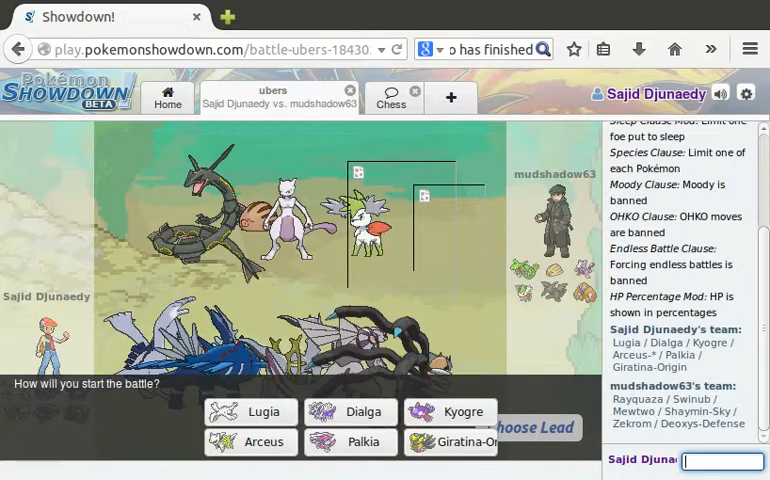 Showdown!
play.pokemonshowdown.com/battle-ubers-18430
o has finished
Pokémon
SHOWDOWN
BETA
Home
ubers
Sajid Djunaedy vs. mudshadow63
Chess
Sajid Djunaedy
mudshadow63
Sajid Djunaedy
How will you start the battle?
Lugia
Dialga
Kyogre
Arceus
Palkia
Giratina-Or
Choose Lead
Sleep Clause Mod: Limit one
foe put to sleep
Species Clause: Limit one of
each Pokémon
Moody Clause: Moody is
banned
OHKO Clause: OHKO moves
are banned
Endless Battle Clause:
Forcing endless battles is
banned
HP Percentage Mod: HP is
shown in percentages
Sajid Djunaedy's team:
Lugia / Dialga / Kyogre /
Arceus-* / Palkia /
Giratina-Origin
mudshadow63's team:
Rayquaza / Swinub /
Mewtwo / Shaymin-Sky /
Zekrom / Deoxys-Defense
Sajid Djunae